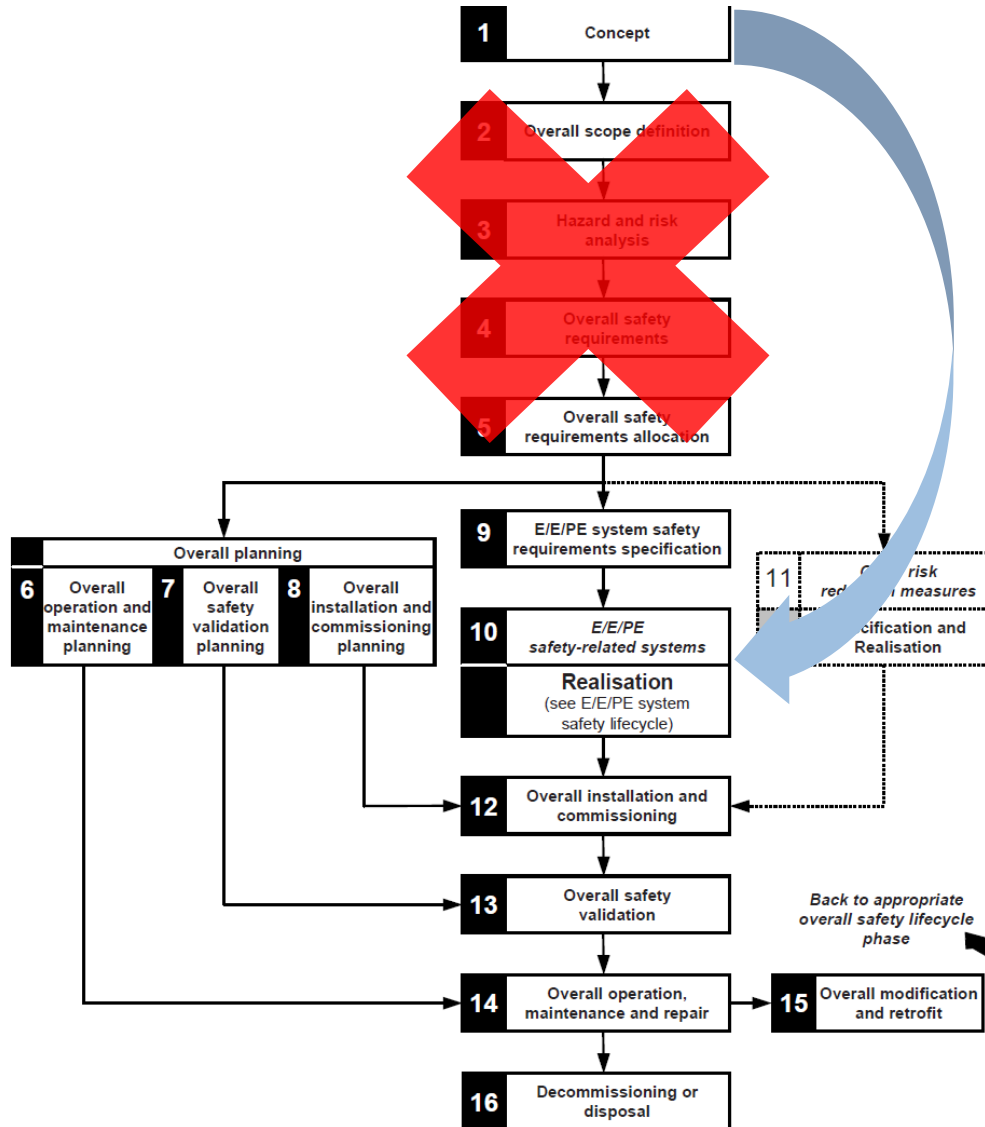 1
Concept
2
Overall scope definition
3
Hazard and risk
analysis
4
Overall safety
requirements
5
Overall safety
requirements allocation
9
E/E/PE system safety
requirements specification
Overall planning
6
Overall
operation and
maintenance
planning
7
Overall
safety
validation
planning
8
Overall
installation and
commissioning
planning
10
E/E/PE
safety-related systems
Realisation
(see E/E/PE system
safety lifecycle)
11
risk
measures
and
Realisation
12
Overall installation and
commissioning
13
Overall safety
validation
Back to appropriate
overall safety lifecycle
phase
14
Overall operation,
maintenance and repair
15
Overall modification
and retrofit
16
Decommissioning or
disposal